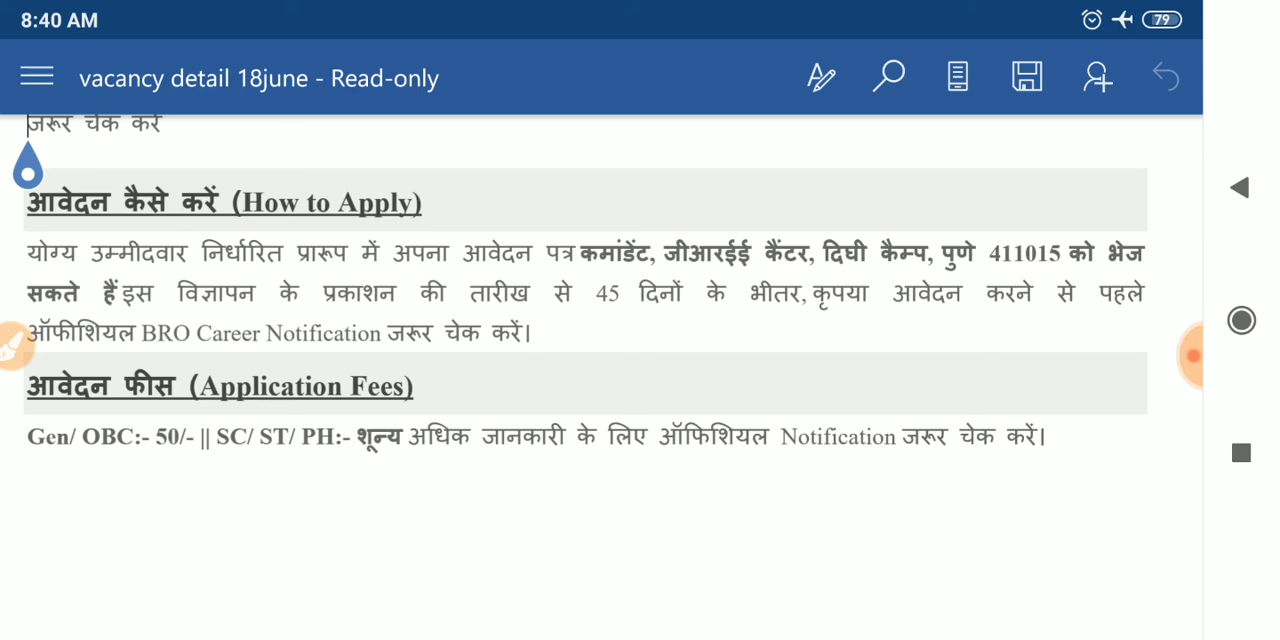 8:40 AM
79
vacancy detail 18june - Read-only
जरूर चेक करें
आवेदन कैसे करें (How to Apply)
योग्य उम्मीदवार निर्धारित प्रारूप में अपना आवेदन पत्र कमांडेंट, जीआरईई कैंटर, दिघी कैम्प, पुणे 411015 को भेज
सकते हैं इस विज्ञापन के प्रकाशन की तारीख से 45 दिनों के भीतर, कृपया आवेदन करने से पहले
ऑफीशियल BRO Career Notification जरूर चेक करें।
आवेदन फीस (Application Fees)
Gen/ OBC:- 50/- || SC/ ST/ PH:- शून्य अधिक जानकारी के लिए ऑफिशियल Notification जरूर चेक करें।